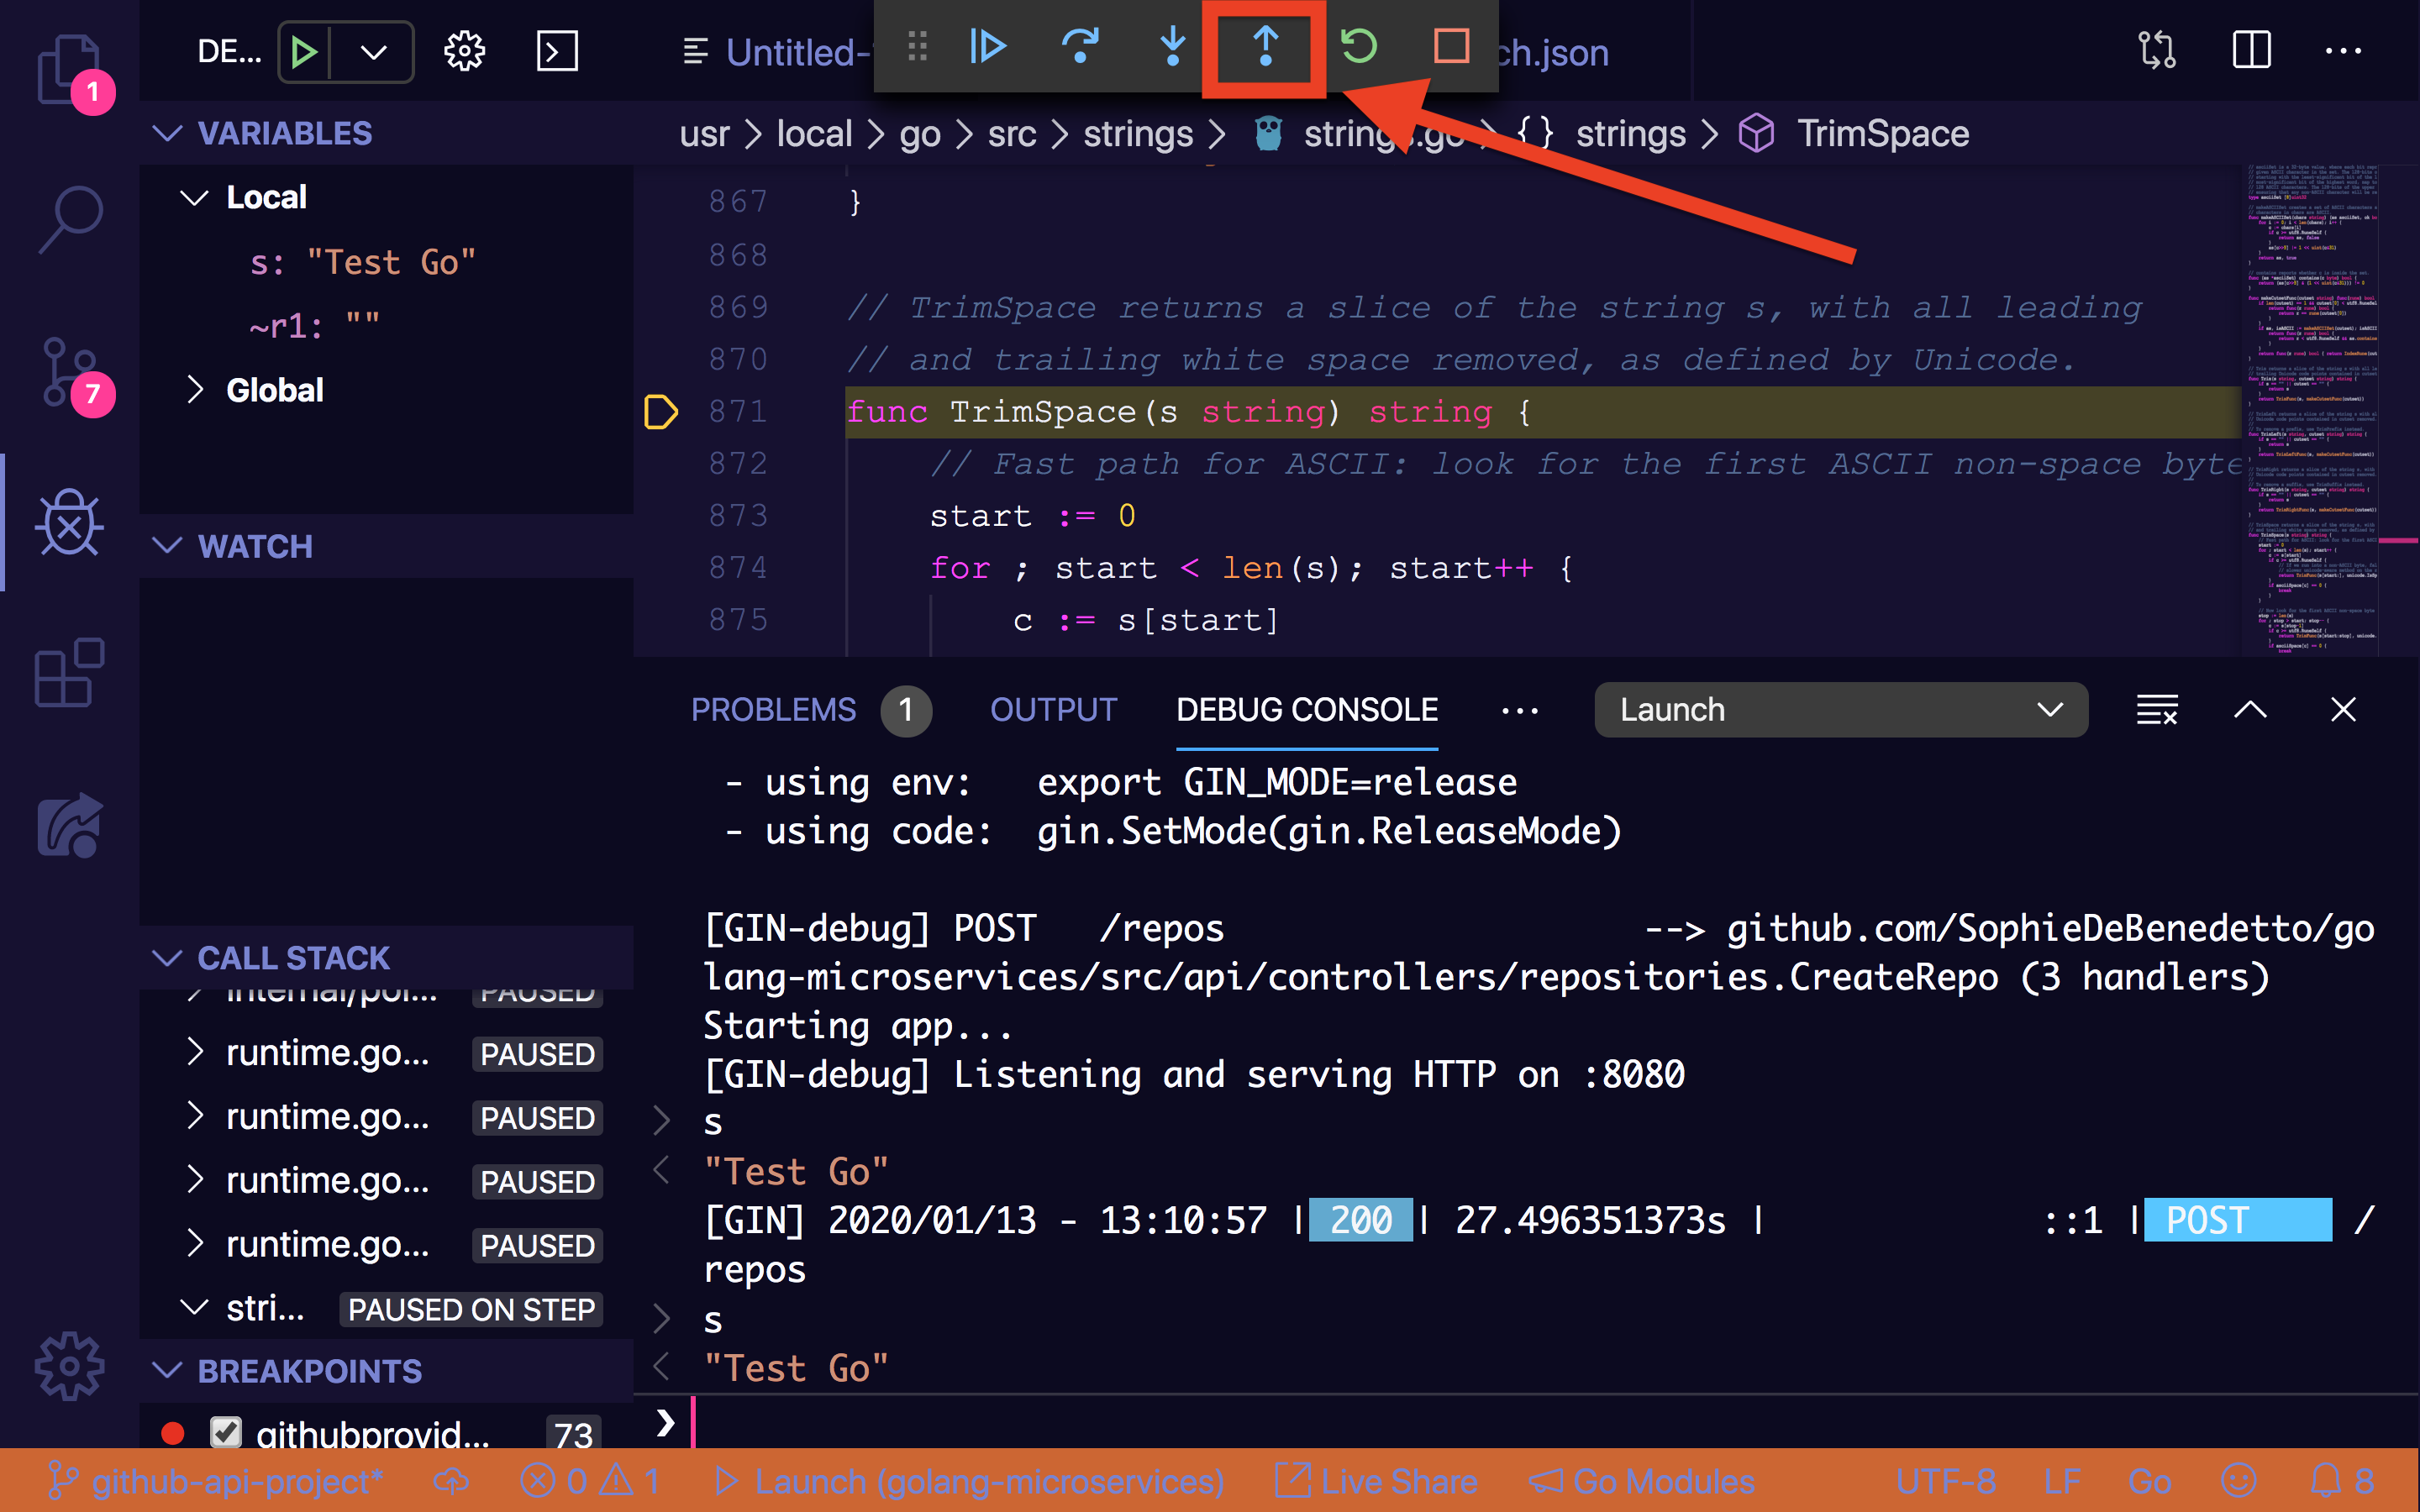 DE...
Untitled-
ch.json
1
VARIABLES
usr > local > go > src > strings > strings.go > {} strings > TrimSpace
Local
s: "Test Go"
~r1: ""
Global
7
867 }
868
869 // TrimSpace returns a slice of the string s, with all leading
870 // and trailing white space removed, as defined by Unicode.
871 func TrimSpace(s string) string {
872 // Fast path for ASCII: look for the first ASCII non-space byte
873 start := 0
874 for ; start < len(s); start++ {
875 c := s[start]
WATCH
PROBLEMS 1 OUTPUT DEBUG CONSOLE ... Launch
- using env: export GIN_MODE=release
- using code: gin.SetMode(gin.ReleaseMode)
[GIN-debug] POST /repos --> github.com/SophieDeBenedetto/go
lang-microservices/src/api/controllers/repositories.CreateRepo (3 handlers)
Starting app...
[GIN-debug] Listening and serving HTTP on :8080
> s
< "Test Go"
[GIN] 2020/01/13 - 13:10:57 | 200 | 27.496351373s | ::1 | POST /
repos
> s
< "Test Go"
CALL STACK
internal/pol... PAUSED
runtime.go... PAUSED
runtime.go... PAUSED
runtime.go... PAUSED
runtime.go... PAUSED
stri... PAUSED ON STEP
BREAKPOINTS
githubprovid... 73
github-api-project* 0 1 Launch (golang-microservices) Live Share Go Modules UTF-8 LF Go 8